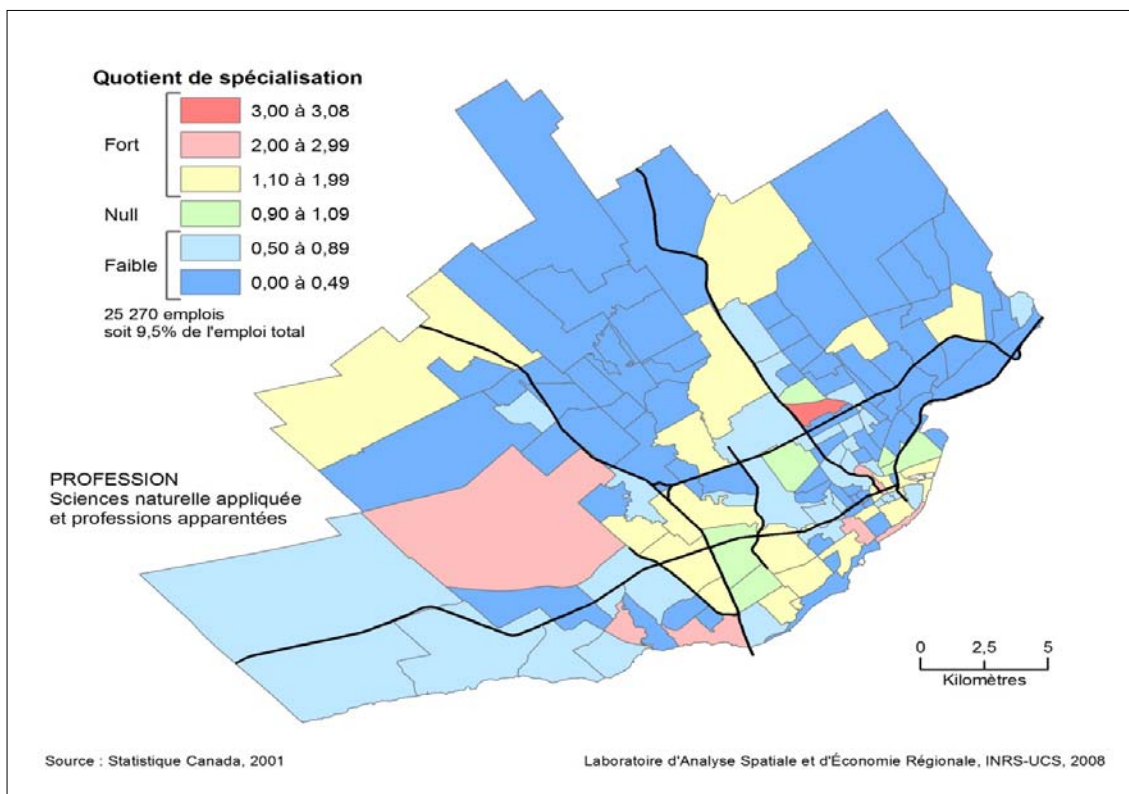 Quotient de spécialisation
Fort
3,00 à 3,08
2,00 à 2,99
1,10 à 1,99
Null
0,90 à 1,09
Faible
0,50 à 0,89
0,00 à 0,49
25 270 emplois
soit 9,5% de l'emploi total
PROFESSION
Sciences naturelle appliquée
et professions apparentées
0 2,5 5
Kilomètres
Source : Statistique Canada, 2001
Laboratoire d'Analyse Spatiale et d'Économie Régionale, INRS-UCS, 2008